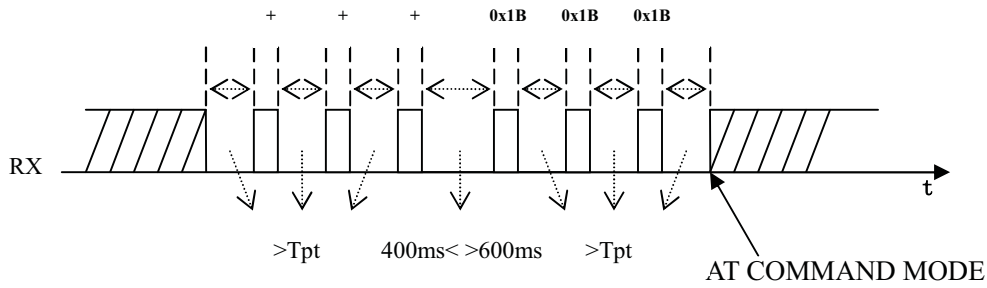 + + + 0x1B 0x1B 0x1B
RX
t
>Tpt 400ms< >600ms >Tpt
AT COMMAND MODE